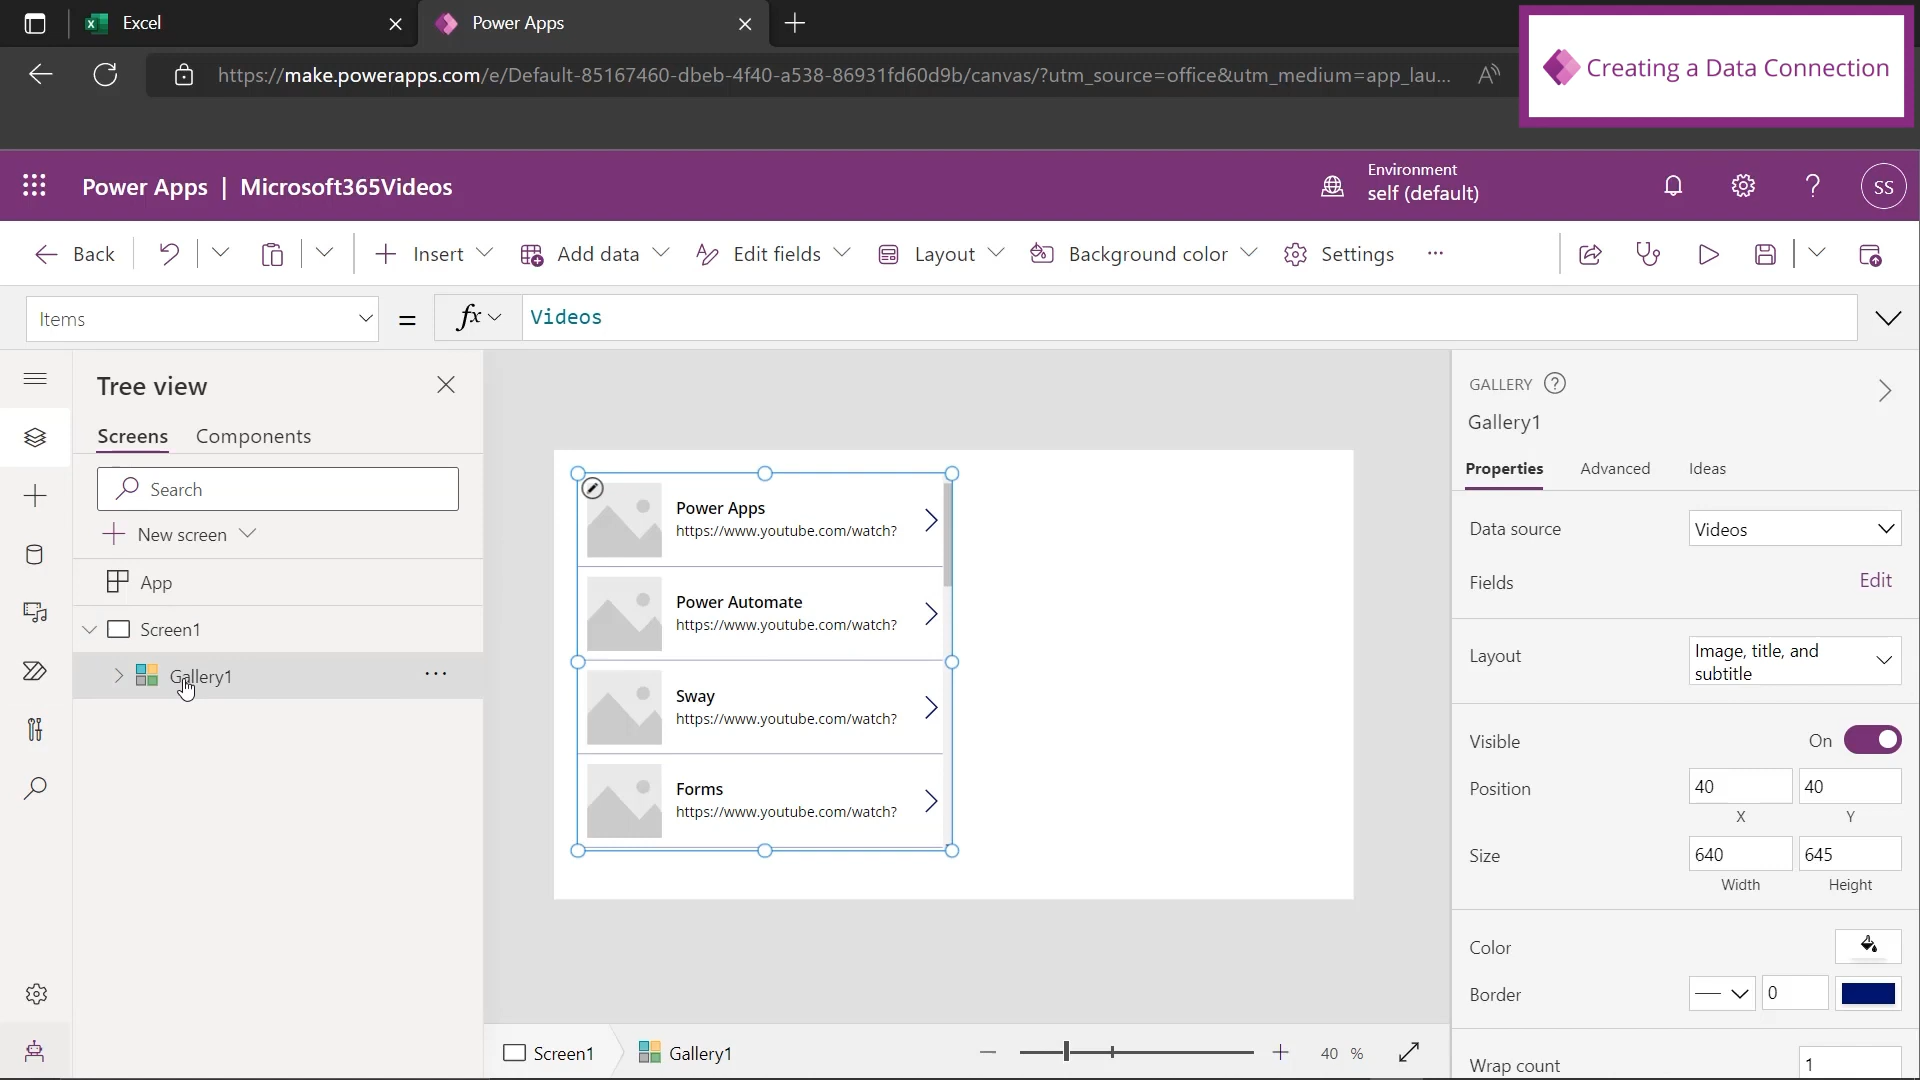 Excel
Power Apps
Creating a Data Connection
https://make.powerapps.com/e/Default-85167460-dbeb-4f40-a538-86931fd60d9b/canvas/?utm_source=office&utm_medium=app_lau...
Power Apps | Microsoft365Videos
Environment
self (default)
SS
Back
Insert
Add data
Edit fields
Layout
Background color
Settings
Items
=
fx
Videos
Tree view
Screens
Components
Search
New screen
App
Screen1
Gallery1
Power Apps
https://www.youtube.com/watch?
Power Automate
https://www.youtube.com/watch?
Sway
https://www.youtube.com/watch?
Forms
https://www.youtube.com/watch?
GALLERY
Gallery1
Properties
Advanced
Ideas
Data source
Videos
Fields
Edit
Layout
Image, title, and
subtitle
Visible
On
Position
40
40
X
Y
Size
640
645
Width
Height
Color
Border
0
Wrap count
1
Screen1
Gallery1
40 %